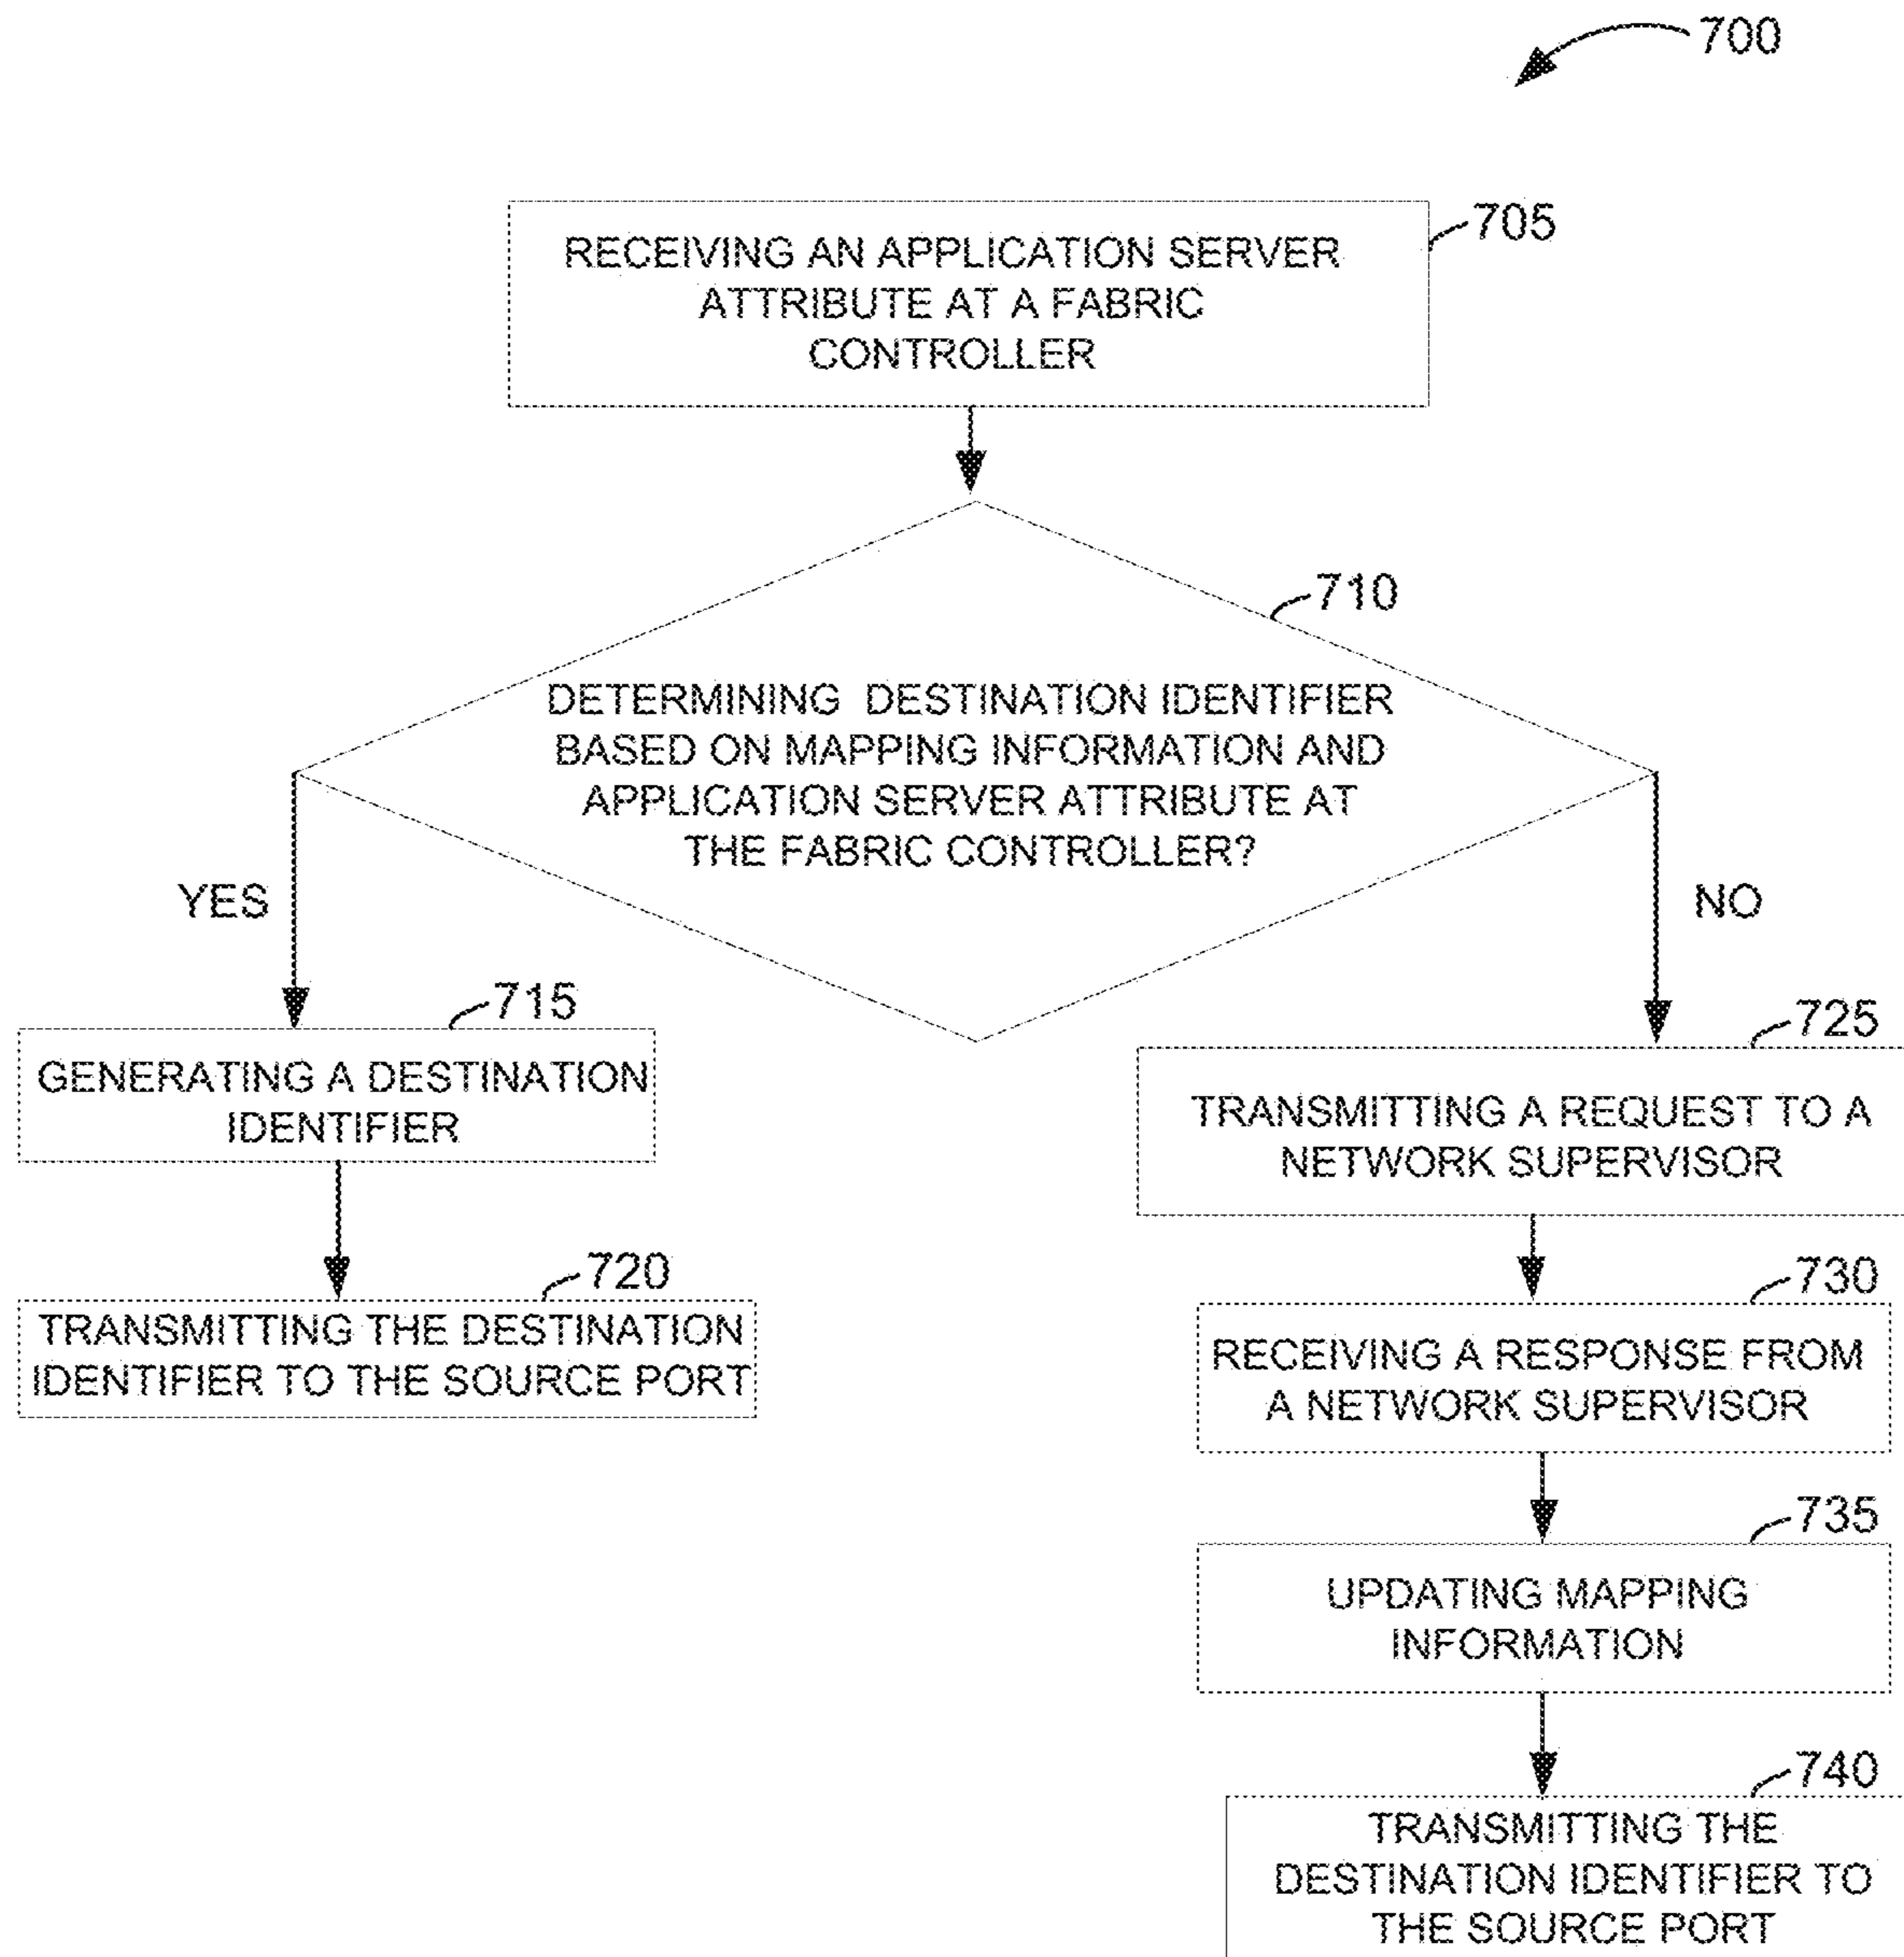 700
705
RECEIVING AN APPLICATION SERVER
ATTRIBUTE AT A FABRIC
CONTROLLER
710
DETERMINING DESTINATION IDENTIFIER
BASED ON MAPPING INFORMATION AND
APPLICATION SERVER ATTRIBUTE AT
THE FABRIC CONTROLLER?
YES
NO
715
GENERATING A DESTINATION
IDENTIFIER
720
TRANSMITTING THE DESTINATION
IDENTIFIER TO THE SOURCE PORT
725
TRANSMITTING A REQUEST TO A
NETWORK SUPERVISOR
730
RECEIVING A RESPONSE FROM
A NETWORK SUPERVISOR
735
UPDATING MAPPING
INFORMATION
740
TRANSMITTING THE
DESTINATION IDENTIFIER TO
THE SOURCE PORT